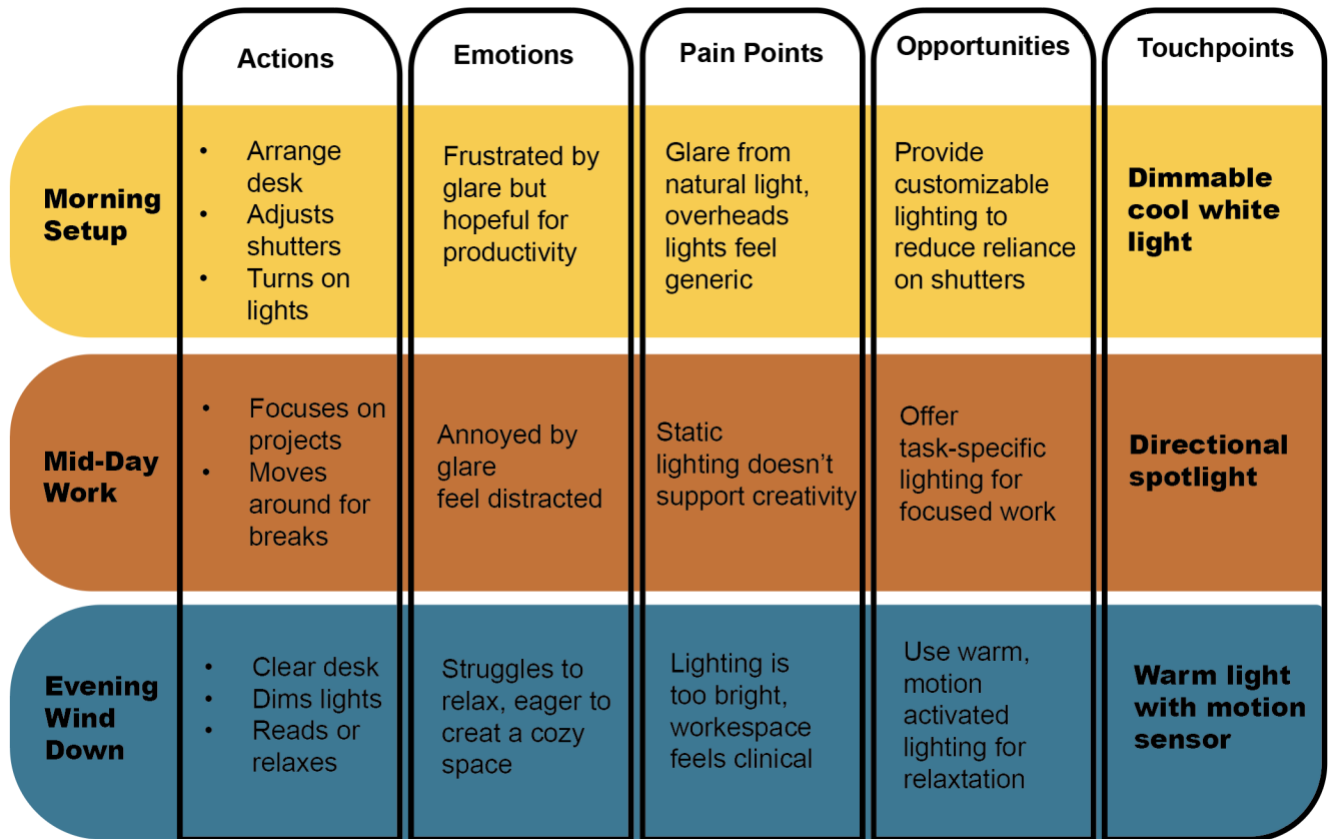 Actions
Emotions
Pain Points
Opportunities
Touchpoints
Morning
Setup
• Arrange
desk
• Adjusts
shutters
• Turns on
lights
Frustrated by
glare but
hopeful for
productivity
Glare from
natural light,
overheads
lights feel
generic
Provide
customizable
lighting to
reduce reliance
on shutters
Dimmable
cool white
light
Mid-Day
Work
• Focuses on
projects
• Moves
around for
breaks
Annoyed by
glare
feel distracted
Static
lighting doesn’t
support creativity
Offer
task-specific
lighting for
focused work
Directional
spotlight
Evening
Wind
Down
• Clear desk
• Dims lights
• Reads or
relaxes
Struggles to
relax, eager to
creat a cozy
space
Lighting is
too bright,
workespace
feels clinical
Use warm,
motion
activated
lighting for
relaxtation
Warm light
with motion
sensor